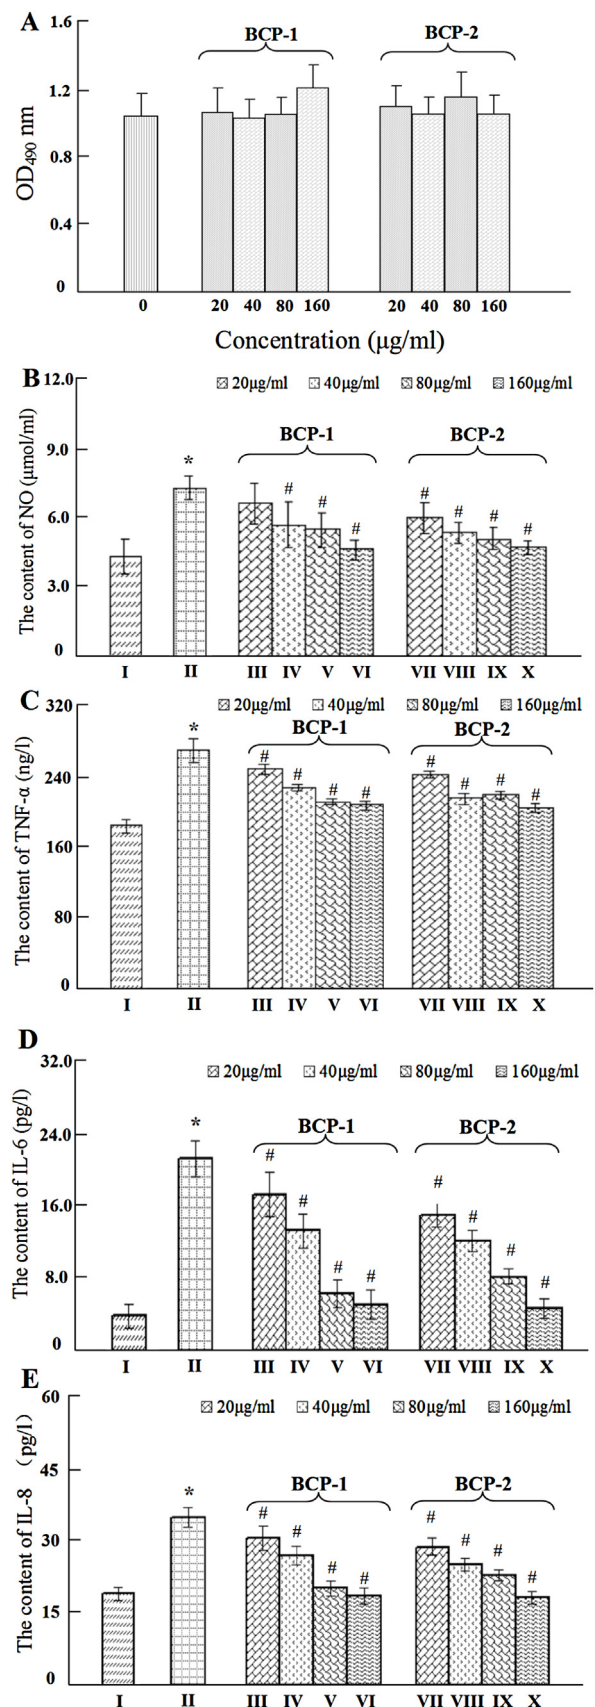 A
1.6
1.2
0.8
0.4
0
OD490 nm
BCP-1
BCP-2
0 20 40 80 160 20 40 80 160
Concentration (μg/ml)
B
12.0
9.0
6.0
3.0
0
The content of NO (μmol/ml)
20μg/ml 40μg/ml 80μg/ml 160μg/ml
BCP-1 BCP-2
* # # # # # # #
I II III IV V VI VII VIII IX X
C
320
240
160
80
0
The content of TNF-α (ng/l)
20μg/ml 40μg/ml 80μg/ml 160μg/ml
BCP-1 BCP-2
* # # # # # # # #
I II III IV V VI VII VIII IX X
D
32.0
24.0
16.0
8.0
0
The content of IL-6 (pg/l)
20μg/ml 40μg/ml 80μg/ml 160μg/ml
BCP-1 BCP-2
* # # # # # # # #
I II III IV V VI VII VIII IX X
E
60
45
30
15
0
The content of IL-8 (pg/l)
20μg/ml 40μg/ml 80μg/ml 160μg/ml
BCP-1 BCP-2
* # # # # # # # #
I II III IV V VI VII VIII IX X